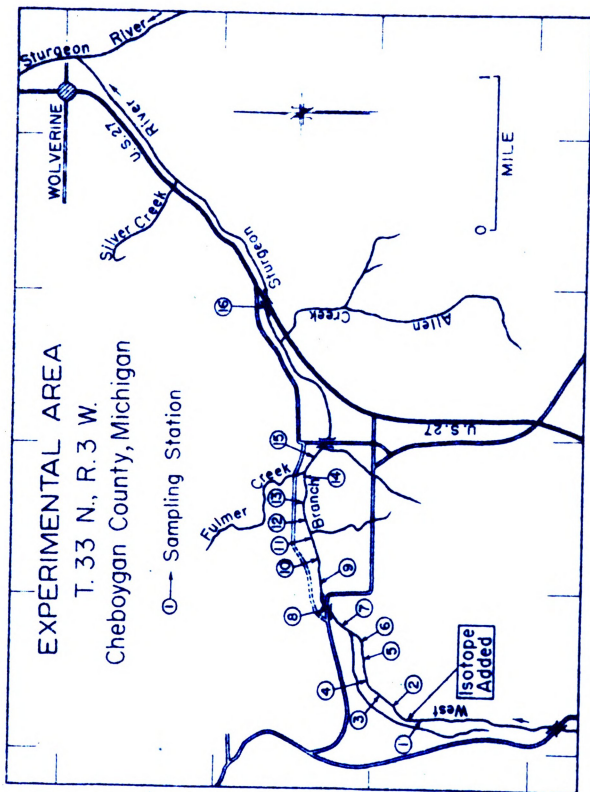 EXPERIMENTAL AREA
T. 33 N., R. 3 W.
Cheboygan County, Michigan
① → Sampling Station
WOLVERINE
Sturgeon
River
U.S. 27
River
Silver Creek
Sturgeon
16
Creek
Allen
Fulmer
Creek
15
14
13
12
11
10
Branch
9
8
7
6
5
4
3
2
1
U.S. 27
Isotope
Added
West
0
1
MILE